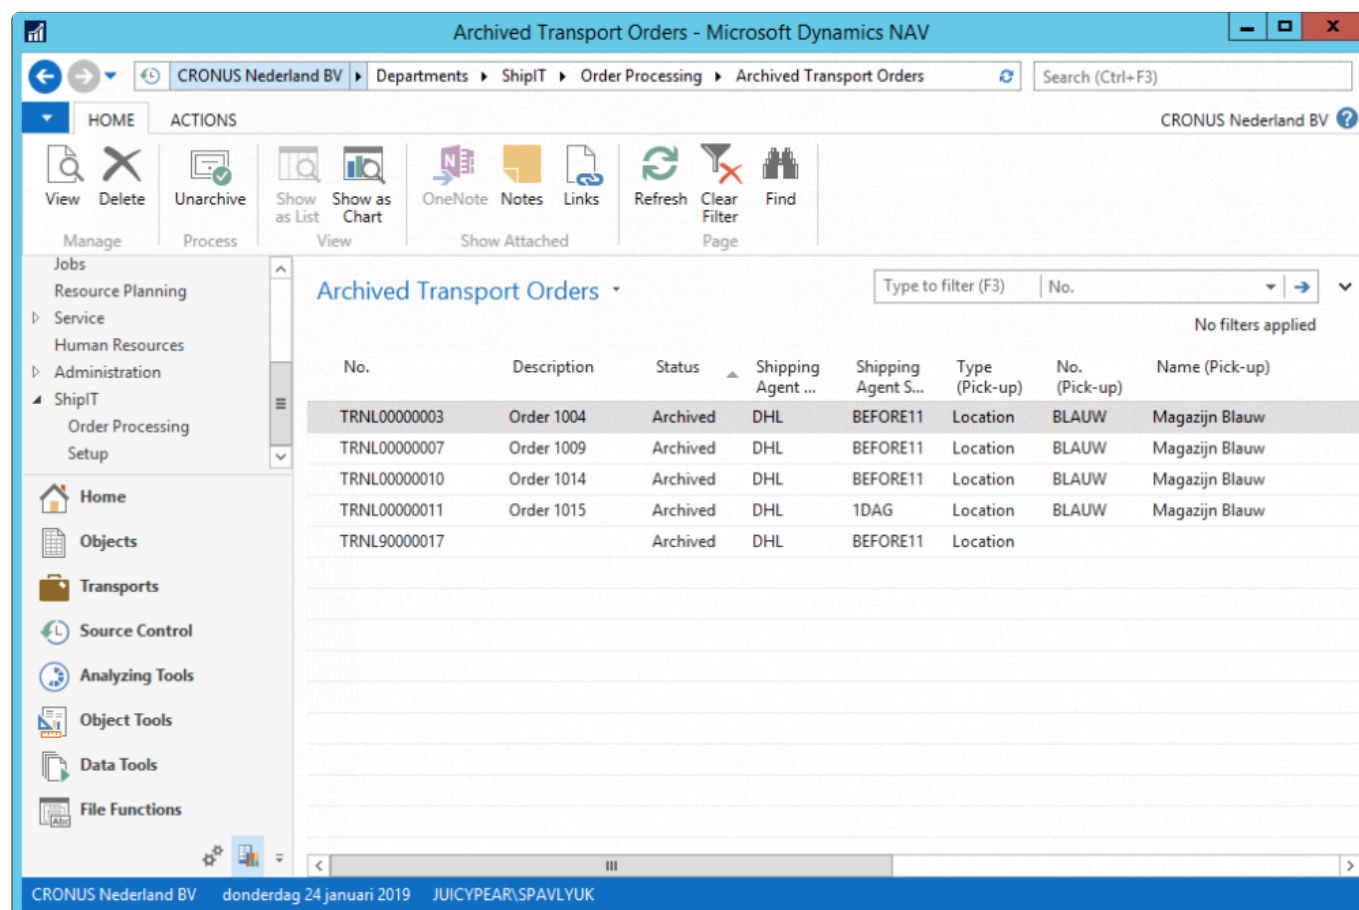 Archived Transport Orders - Microsoft Dynamics NAV
CRONUS Nederland BV Departments ShipIT Order Processing Archived Transport Orders Search (Ctrl+F3)
HOME ACTIONS CRONUS Nederland BV ?
View Delete Unarchive Show as List Show as Chart OneNote Notes Links Refresh Clear Filter Find
Manage Process View Show Attached Page
Jobs
Resource Planning
Service
Human Resources
Administration
ShipIT
Order Processing
Setup
Home
Objects
Transports
Source Control
Analyzing Tools
Object Tools
Data Tools
File Functions
Archived Transport Orders Type to filter (F3) No.
No filters applied
No. Description Status Shipping Agent ... Shipping Agent S... Type (Pick-up) No. (Pick-up) Name (Pick-up)
TRNL00000003 Order 1004 Archived DHL BEFORE11 Location BLAUW Magazijn Blauw
TRNL00000007 Order 1009 Archived DHL BEFORE11 Location BLAUW Magazijn Blauw
TRNL00000010 Order 1014 Archived DHL BEFORE11 Location BLAUW Magazijn Blauw
TRNL00000011 Order 1015 Archived DHL 1DAG Location BLAUW Magazijn Blauw
TRNL90000017 Archived DHL BEFORE11 Location
CRONUS Nederland BV donderdag 24 januari 2019 JUICYPEAR\SPAVLYUK